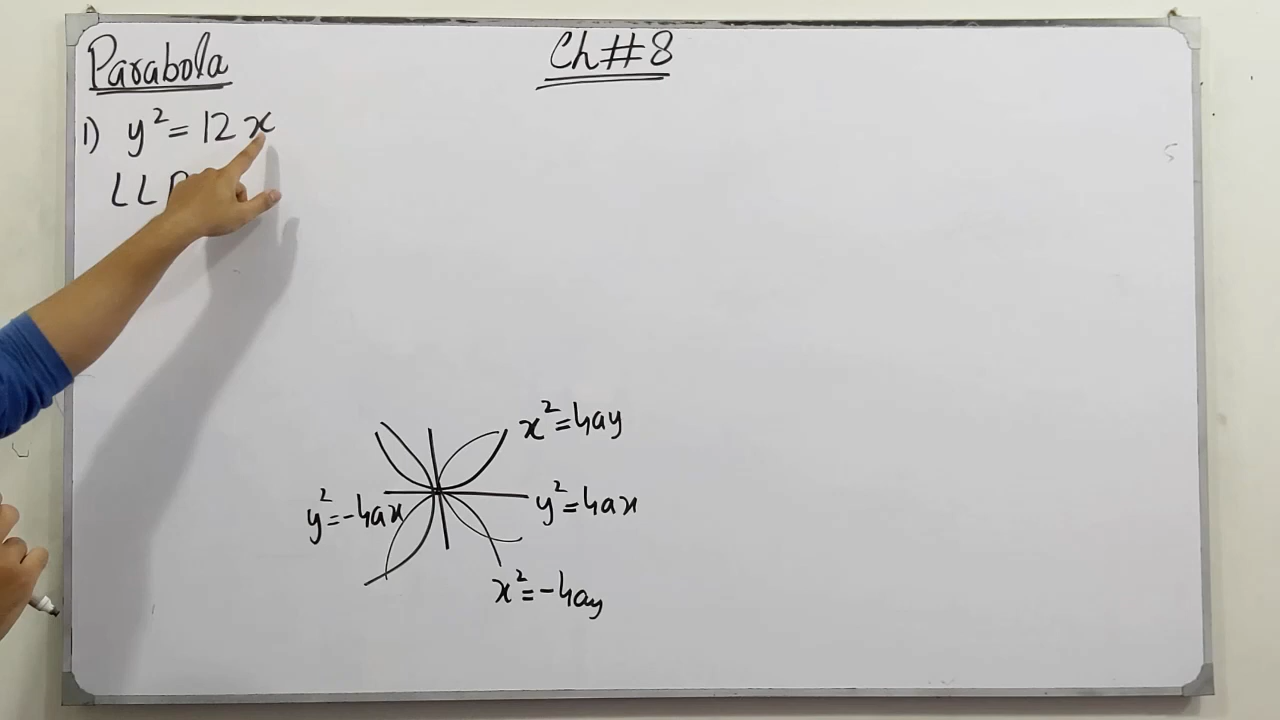 Parabola
Ch#8
1) y² = 12x
LL
x² = 4ay
y² = 4ax
y² = -4ax
x² = -4ay